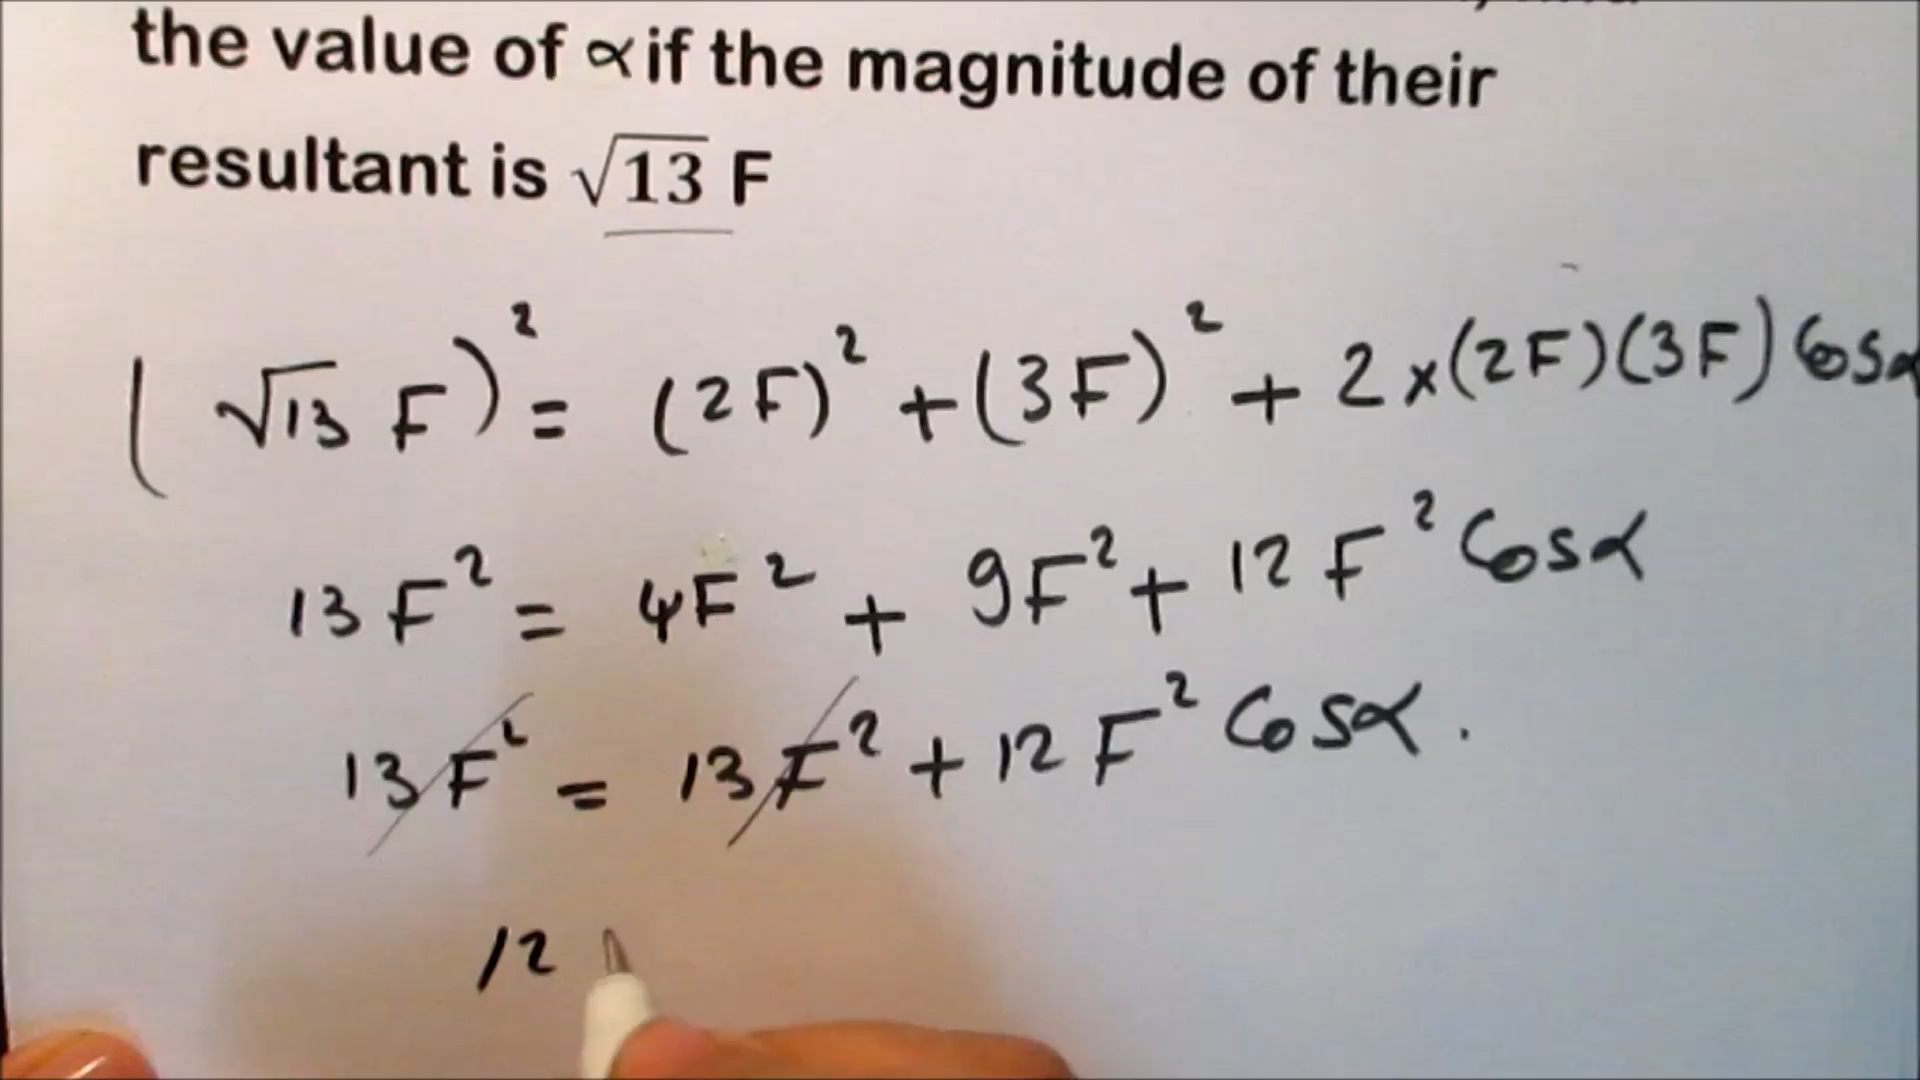 the value of ∝ if the magnitude of their
resultant is √13 F
(√13 F)² = (2F)² + (3F)² + 2×(2F)(3F) Cosα
13F² = 4F² + 9F² + 12F² Cosα
13F² = 13F² + 12F² Cosα.
12